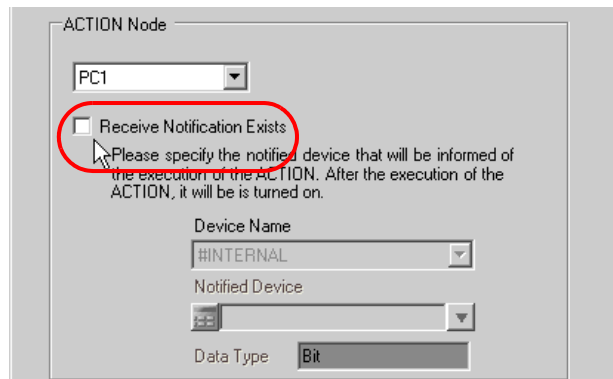 ACTION Node
PC1
Receive Notification Exists
Please specify the notified device that will be informed of
the execution of the ACTION. After the execution of the
ACTION, it will be is turned on.
Device Name
#INTERNAL
Notified Device
Data Type Bit